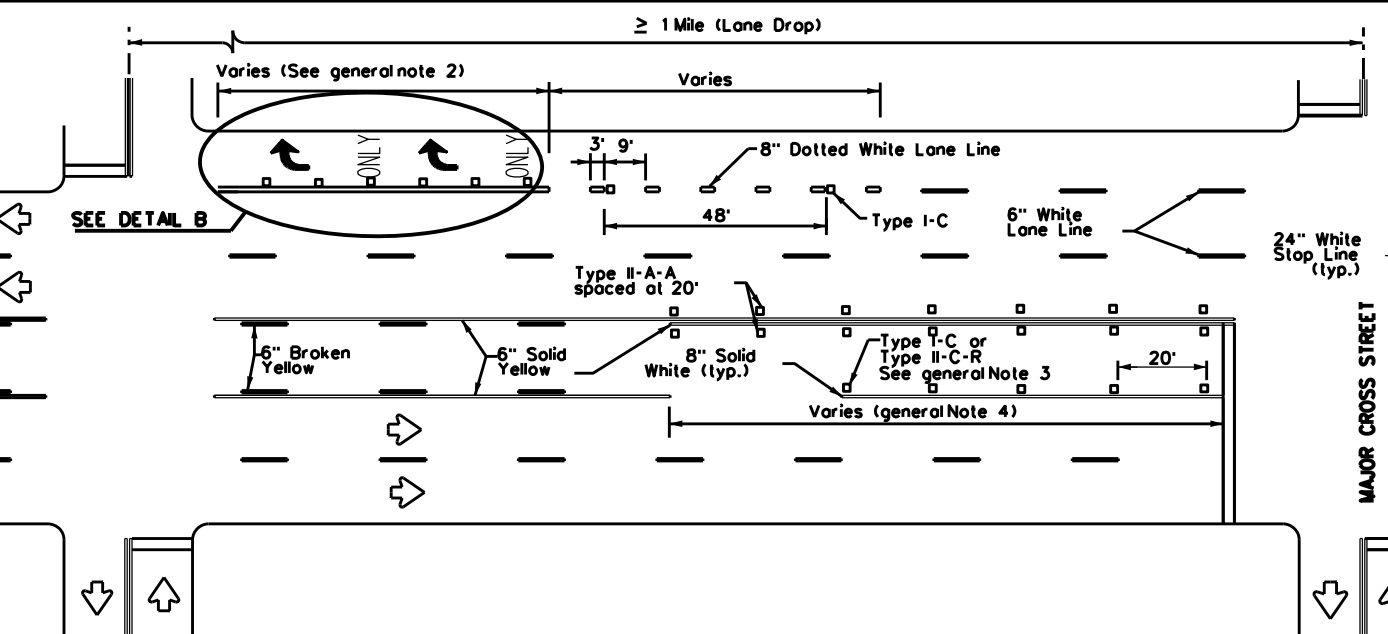 ≥ 1 Mile (Lane Drop)
Varies (See general note 2)
Varies
ONLY
ONLY
3'
9'
8" Dotted White Lane Line
SEE DETAIL B
48'
Type I-C
6" White
Lane Line
24" White
Stop Line
(typ.)
Type II-A-A
spaced at 20'
6" Broken
Yellow
6" Solid
Yellow
8" Solid
White (typ.)
Type I-C or
Type II-C-R
See general Note 3
20'
Varies (general Note 4)
MAJOR CROSS STREET